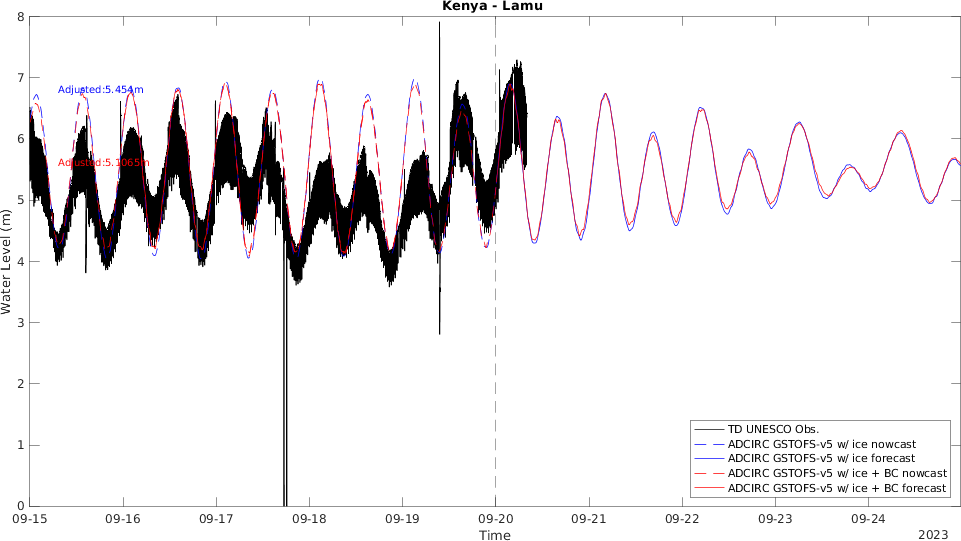 Kenya - Lamu
8
7
6
5
4
3
2
1
0
Water Level (m)
Adjusted:5.454m
Adjusted:5.1065m
TD UNESCO Obs.
ADCIRC GSTOFS-v5 w/ ice nowcast
ADCIRC GSTOFS-v5 w/ ice forecast
ADCIRC GSTOFS-v5 w/ ice + BC nowcast
ADCIRC GSTOFS-v5 w/ ice + BC forecast
09-15 09-16 09-17 09-18 09-19 09-20 09-21 09-22 09-23 09-24
Time
2023